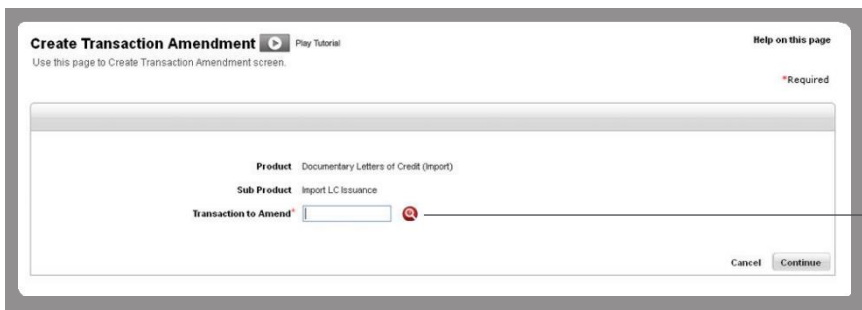 Create Transaction Amendment Play Tutorial
Help on this page
Use this page to Create Transaction Amendment screen.
*Required
Product Documentary Letters of Credit (Import)
Sub Product Import LC Issuance
Transaction to Amend*
Cancel Continue